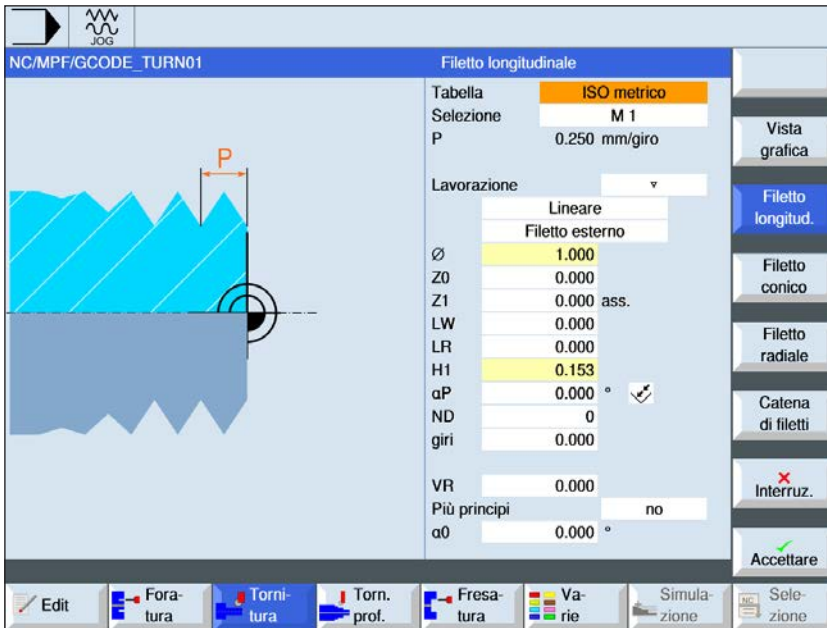 JOG
NC/MPF/GCODE_TURN01
Filetto longitudinale
Tabella ISO metrico
Selezione M 1
P 0.250 mm/giro
Lavorazione ▿
Lineare
Filetto esterno
Ø 1.000
Z0 0.000
Z1 0.000 ass.
LW 0.000
LR 0.000
H1 0.153
αP 0.000 °
ND 0
giri 0.000
VR 0.000
Più principi no
α0 0.000 °
P
Vista
grafica
Filetto
longitud.
Filetto
conico
Filetto
radiale
Catena
di filetti
Interruz.
Accettare
Edit
Fora-
tura
Torni-
tura
Torn.
prof.
Fresa-
tura
Va-
rie
Simula-
zione
NC
Sele-
zione